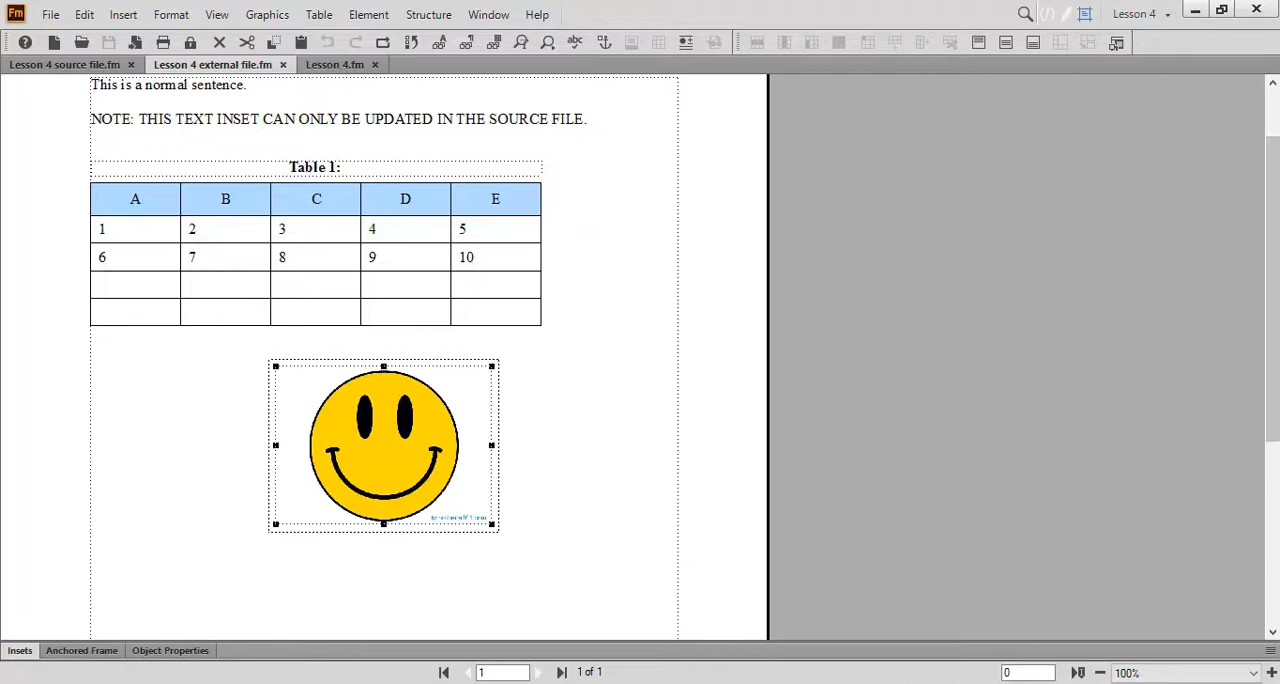 Fm File Edit Insert Format View Graphics Table Element Structure Window Help Lesson 4
abc
Lesson 4 source file.fm × Lesson 4 external file.fm × Lesson 4.fm ×
This is a normal sentence.
NOTE: THIS TEXT INSET CAN ONLY BE UPDATED IN THE SOURCE FILE.
Table 1:
A B C D E
1 2 3 4 5
6 7 8 9 10
Insets Anchored Frame Object Properties
1 1 of 1 0 100%